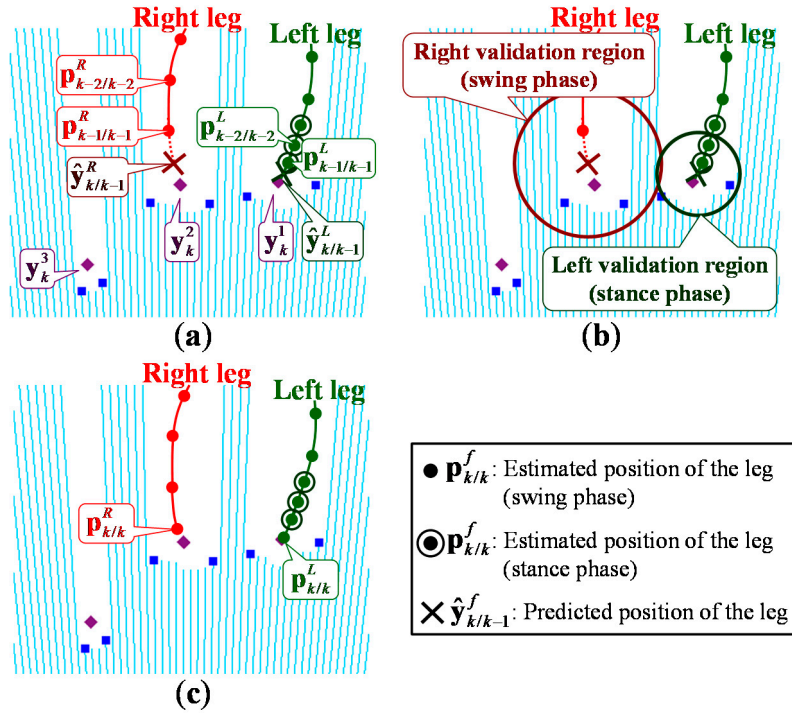 Right leg
Left leg
p^R_{k−2/k−2}
p^R_{k−1/k−1}
p^L_{k−2/k−2}
p^L_{k−1/k−1}
ŷ^R_{k/k−1}
y^2_k
y^1_k
ŷ^L_{k/k−1}
y^3_k
(a)
Right leg
Left leg
Right validation region
(swing phase)
Left validation region
(stance phase)
(b)
Right leg
Left leg
p^R_{k/k}
p^L_{k/k}
(c)
p^f_{k/k}: Estimated position of the leg
(swing phase)
p^f_{k/k}: Estimated position of the leg
(stance phase)
ŷ^f_{k/k−1}: Predicted position of the leg